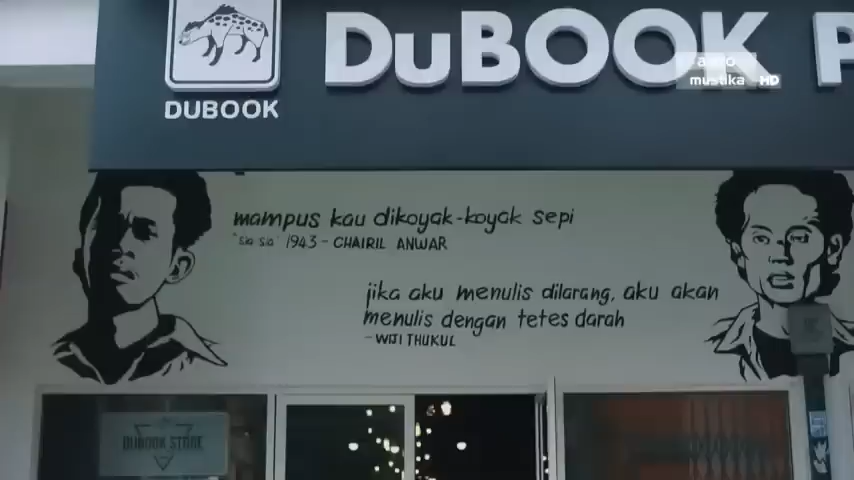 DuBOOK P
DUBOOK
mustika HD
mampus kau dikoyak-koyak sepi
"Sia sia" 1943 - CHAIRIL ANWAR
jika aku menulis dilarang, aku akan
menulis dengan tetes darah
- WIJI THUKUL
DUBOOK STORE